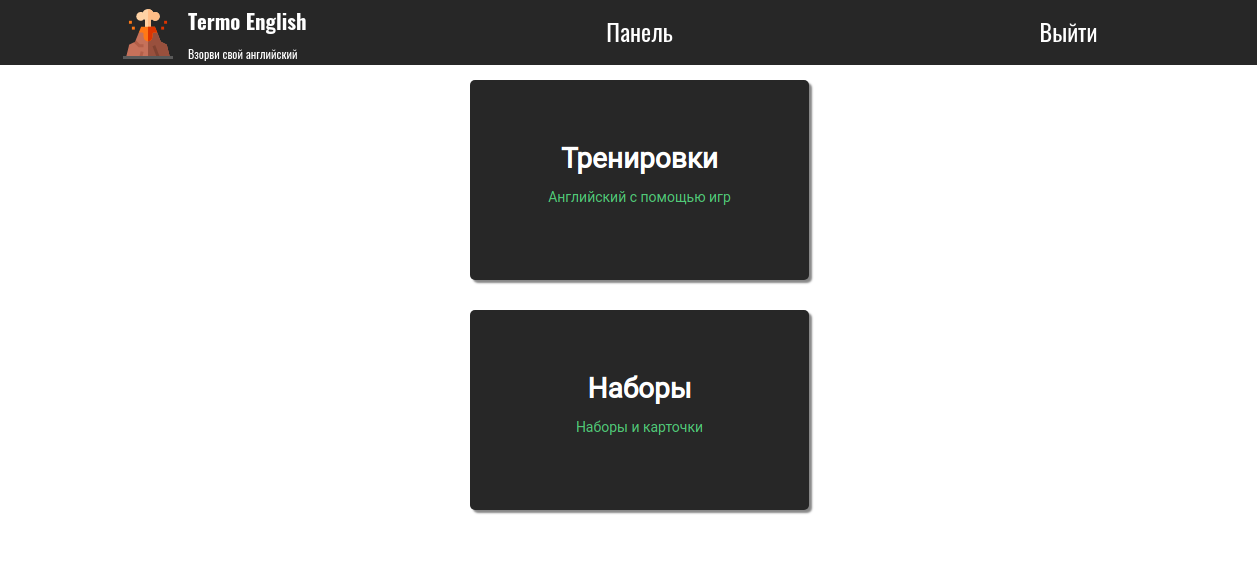 Termo English
Взорви свой английский
Панель
Выйти
Тренировки
Английский с помощью игр
Наборы
Наборы и карточки